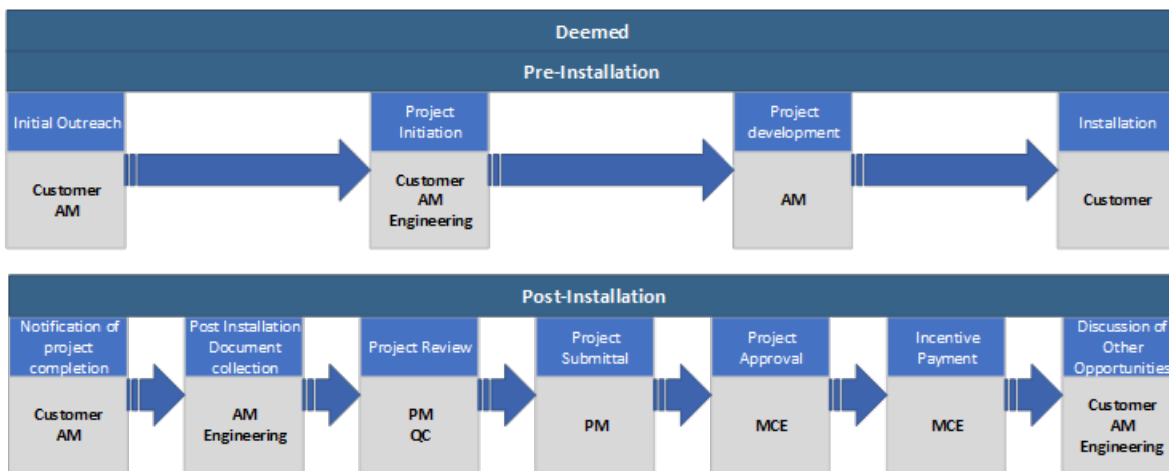 Deemed
Pre-Installation
Initial Outreach
Customer
AM
Project
Initiation
Customer
AM
Engineering
Project
development
AM
Installation
Customer
Post-Installation
Notification of
project
completion
Customer
AM
Post Installation
Document
collection
AM
Engineering
Project Review
PM
QC
Project
Submittal
PM
Project
Approval
MCE
Incentive
Payment
MCE
Discussion of
Other
Opportunities
Customer
AM
Engineering